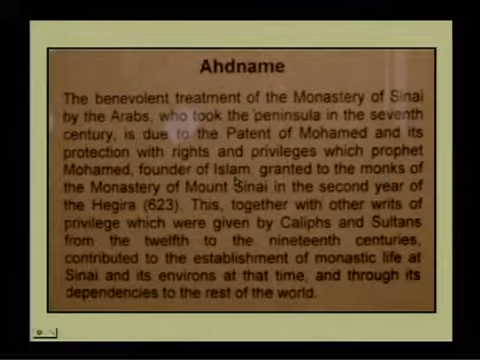 Ahdname
The benevolent treatment of the Monastery of Sinai
by the Arabs, who took the peninsula in the seventh
century, is due to the Patent of Mohamed and its
protection with rights and privileges which prophet
Mohamed, founder of Islam, granted to the monks of
the Monastery of Mount Sinai in the second year of
the Hegira (623). This, together with other writs of
privilege which were given by Caliphs and Sultans
from the twelfth to the nineteenth centuries,
contributed to the establishment of monastic life at
Sinai and its environs at that time, and through its
dependencies to the rest of the world.